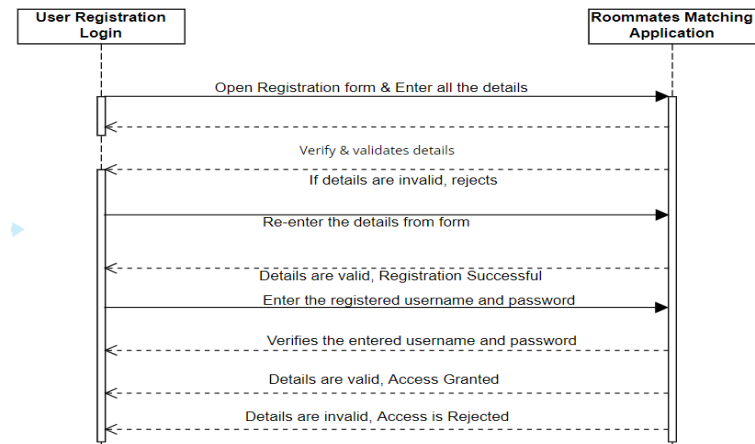 User Registration
Login
Roommates Matching
Application
Open Registration form & Enter all the details
Verify & validates details
If details are invalid, rejects
Re-enter the details from form
Details are valid, Registration Successful
Enter the registered username and password
Verifies the entered username and password
Details are valid, Access Granted
Details are invalid, Access is Rejected